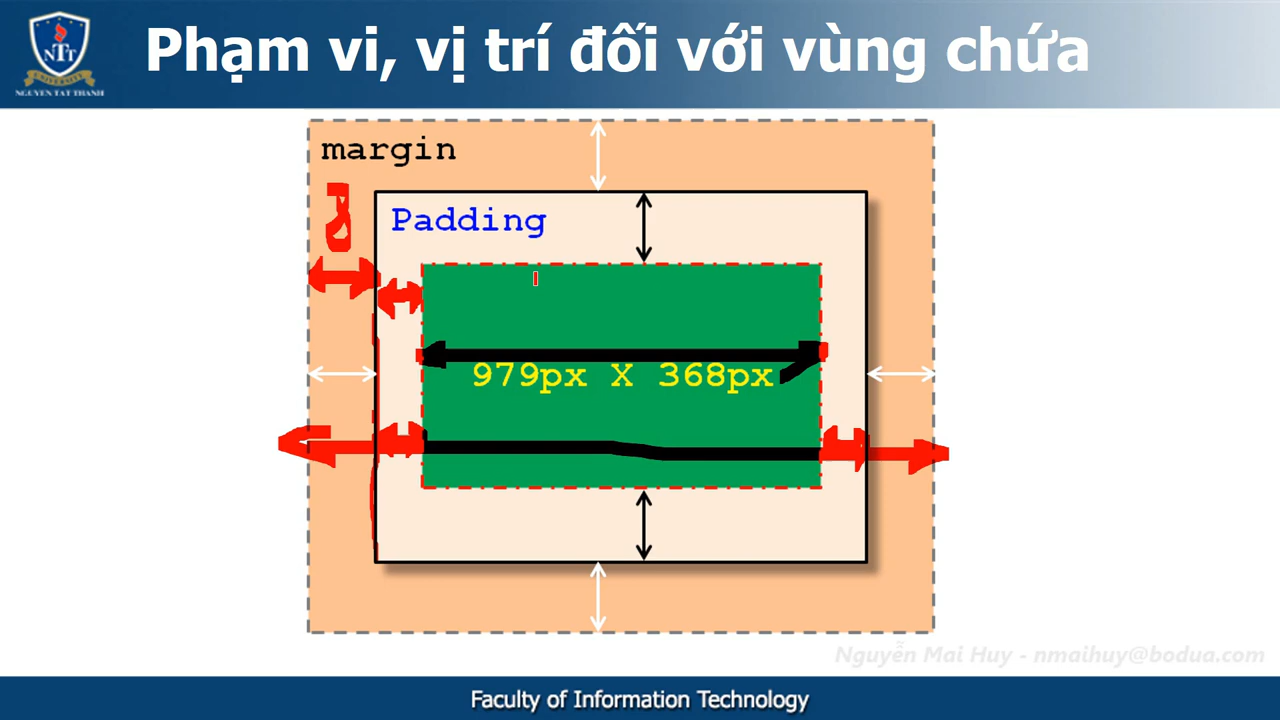 Phạm vi, vị trí đối với vùng chứa
NTT
UNIVERSITY
NGUYEN TAT THANH
margin
Padding
979px X 368px
Nguyễn Mai Huy - nmaihuy@bodua.com
Faculty of Information Technology